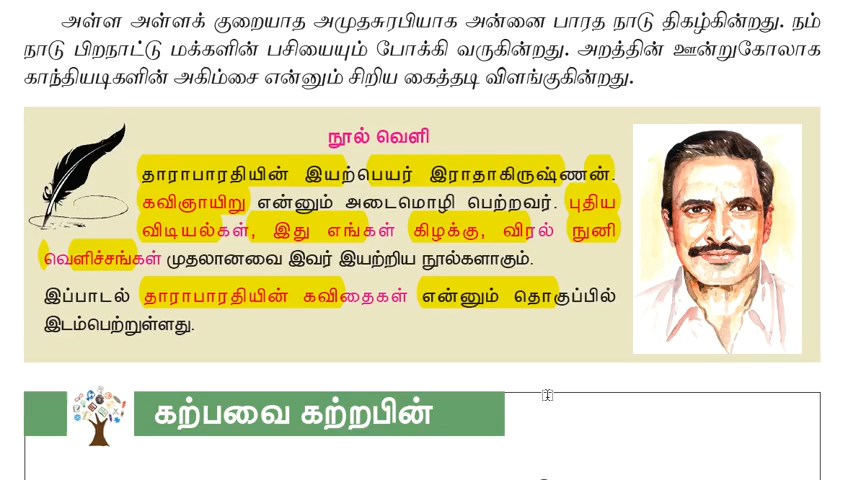 அள்ள அள்ளக் குறையாத அமுதசுரபியாக அன்னை பாரத நாடு திகழ்கின்றது. நம்
நாடு பிறநாட்டு மக்களின் பசியையும் போக்கி வருகின்றது. அறத்தின் ஊன்றுகோலாக
காந்தியடிகளின் அகிம்சை என்னும் சிறிய கைத்தடி விளங்குகின்றது.
நூல் வெளி
தாராபாரதியின் இயற்பெயர் இராதாகிருஷ்ணன்.
கவிஞாயிறு என்னும் அடைமொழி பெற்றவர். புதிய
விடியல்கள், இது எங்கள் கிழக்கு, விரல் நுனி
வெளிச்சங்கள் முதலானவை இவர் இயற்றிய நூல்களாகும்.
இப்பாடல் தாராபாரதியின் கவிதைகள் என்னும் தொகுப்பில்
இடம்பெற்றுள்ளது.
கற்பவை கற்றபின்